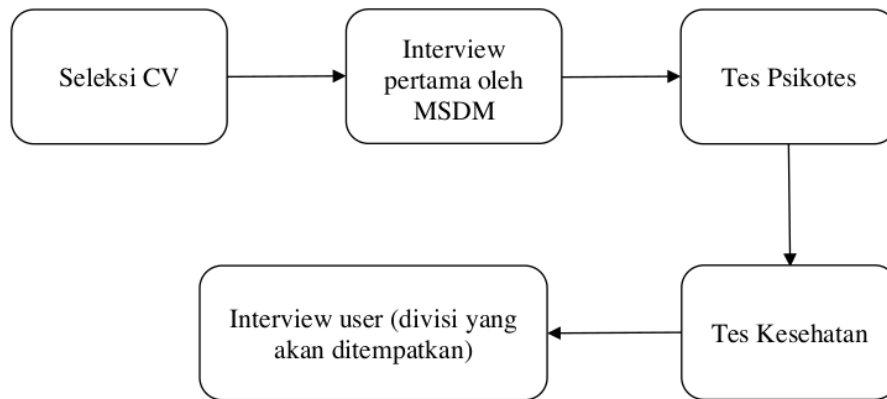 Seleksi CV
Interview
pertama oleh
MSDM
Tes Psikotes
Tes Kesehatan
Interview user (divisi yang
akan ditempatkan)